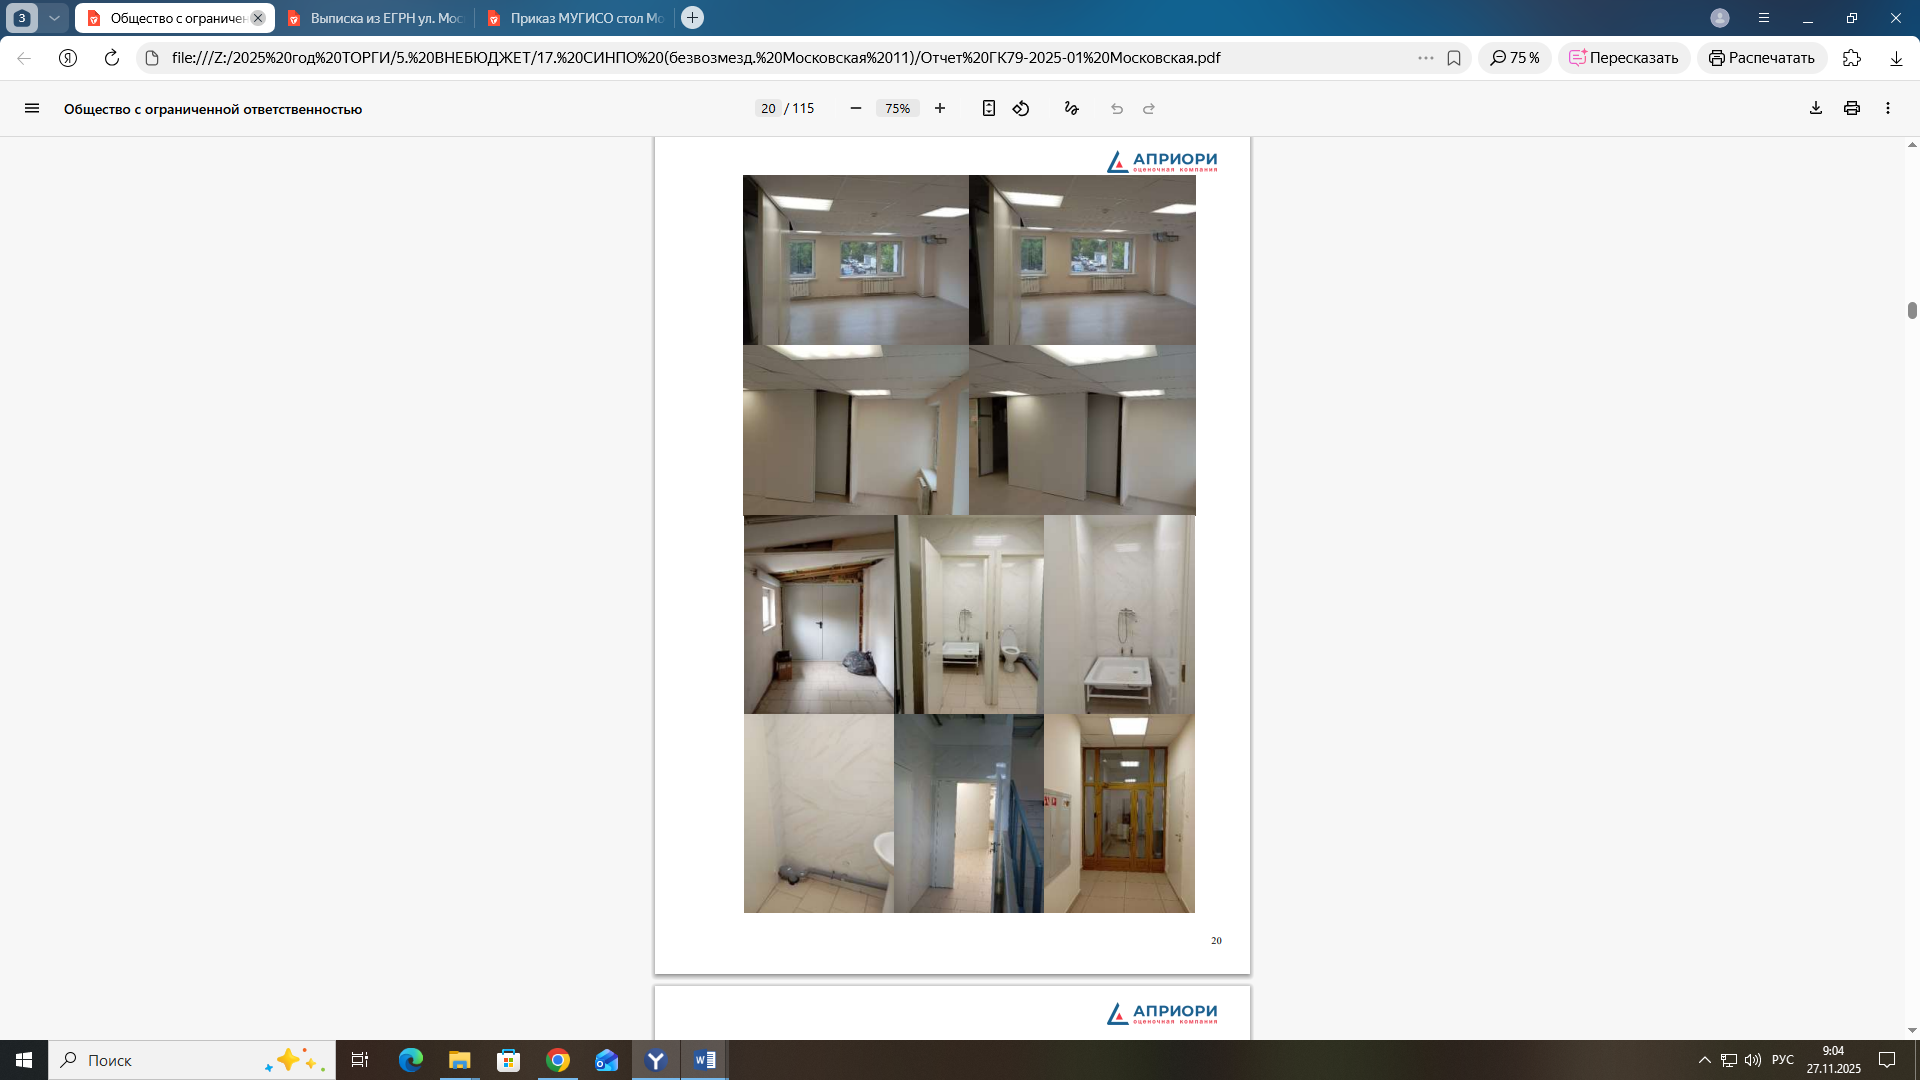 3
Общество с ограничен
Выписка из ЕГРН ул. Мос
Приказ МУГИСО стол Мо
file:///Z:/2025%20год%20ТОРГИ/5.%20ВНЕБЮДЖЕТ/17.%20СИНПО%20(безвозмезд.%20Московская%2011)/Отчет%20ГК79-2025-01%20Московская.pdf
75 %
Пересказать
Распечатать
Общество с ограниченной ответственностью
20 / 115
75%
АПРИОРИ
оценочная компания
20
АПРИОРИ
оценочная компания
Поиск
РУС
9:04
27.11.2025